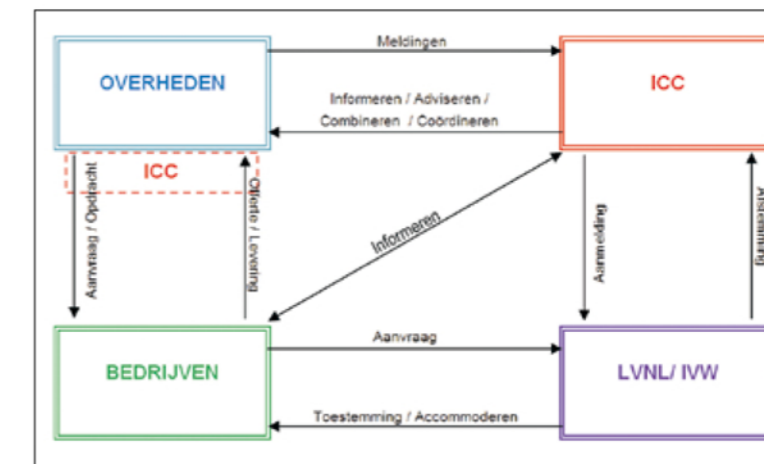 Meldingen
OVERHEDEN
ICC
Informeren / Adviseren /
Combineren / Coördineren
ICC
Aanvraag / Opdracht
Offerte / Levering
Informeren
Aanmelding
Afstemming
Aanvraag
BEDRIJVEN
LVNL/ IVW
Toestemming / Accommoderen